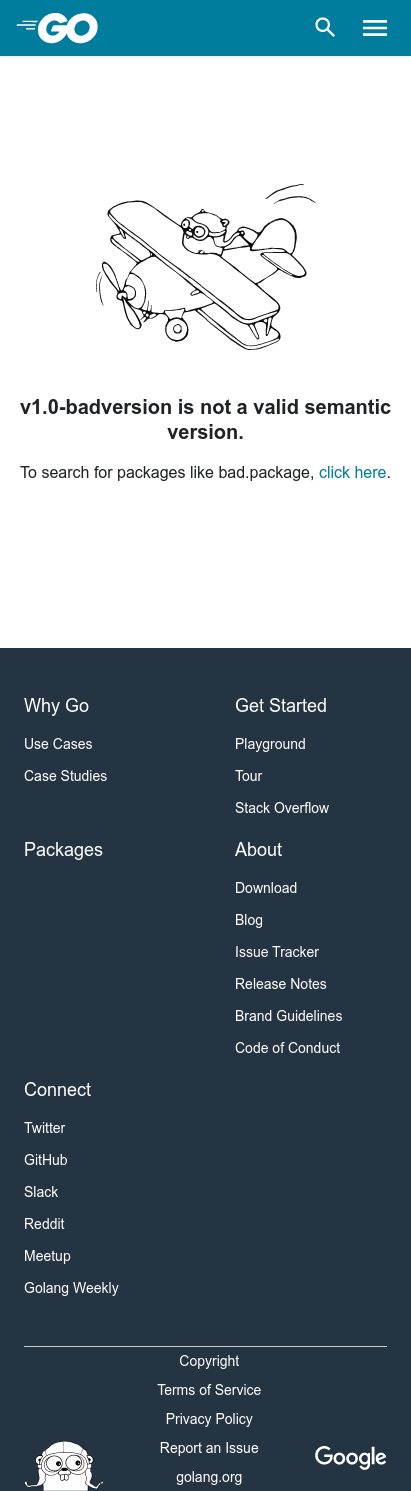 GO
v1.0-badversion is not a valid semantic
version.
To search for packages like bad.package, click here.
Why Go
Use Cases
Case Studies
Get Started
Playground
Tour
Stack Overflow
Packages
About
Download
Blog
Issue Tracker
Release Notes
Brand Guidelines
Code of Conduct
Connect
Twitter
GitHub
Slack
Reddit
Meetup
Golang Weekly
Copyright
Terms of Service
Privacy Policy
Report an Issue
golang.org
Google